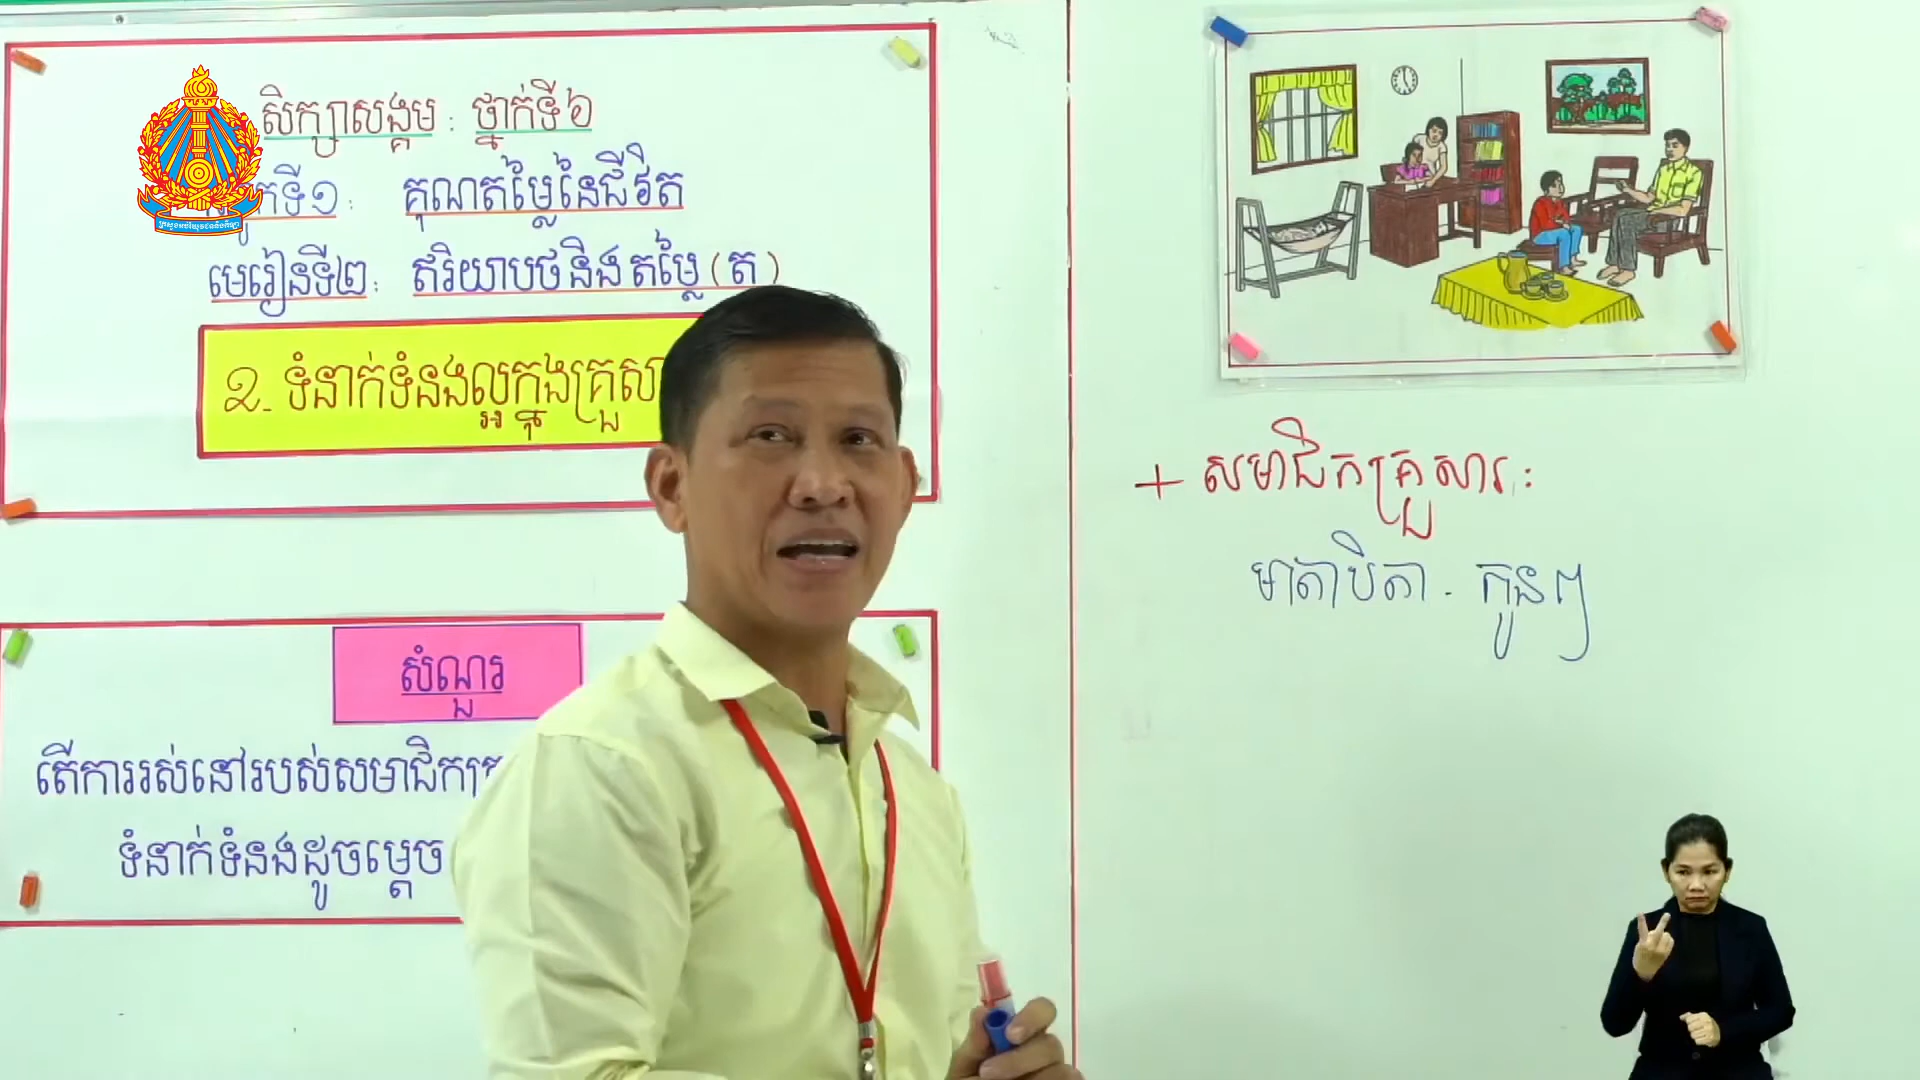 សិក្សាសង្គម : ថ្នាក់ទី៦
ទី១: គុណតម្លៃនៃជីវិត
មេរៀនទី២: ឥរិយាបថនិងតម្លៃ (ត)
២- ទំនាក់ទំនងល្អក្នុង
សំណួរ
តើការរស់នៅរបស់សមាជិក
ទំនាក់ទំនងដូចម្តេច
+ សមាជិកគ្រួសារ:
មាតាបិតា - កូនៗ